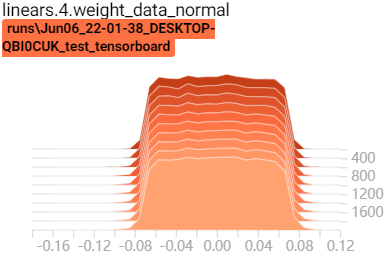 linears.4.weight_data_normal
runs\Jun06_22-01-38_DESKTOP-
QBI0CUK_test_tensorboard
400
800
1200
1600
-0.16 -0.12 -0.08 -0.04 0.00 0.04 0.08 0.12